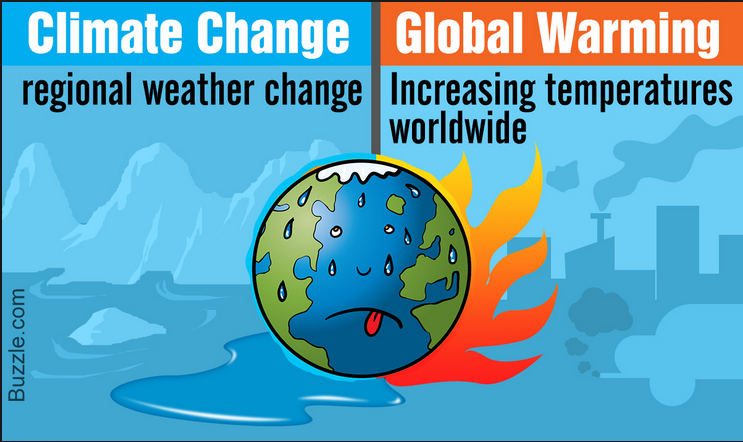 Climate Change
Global Warming
regional weather change
Increasing temperatures
worldwide
Buzzle.com